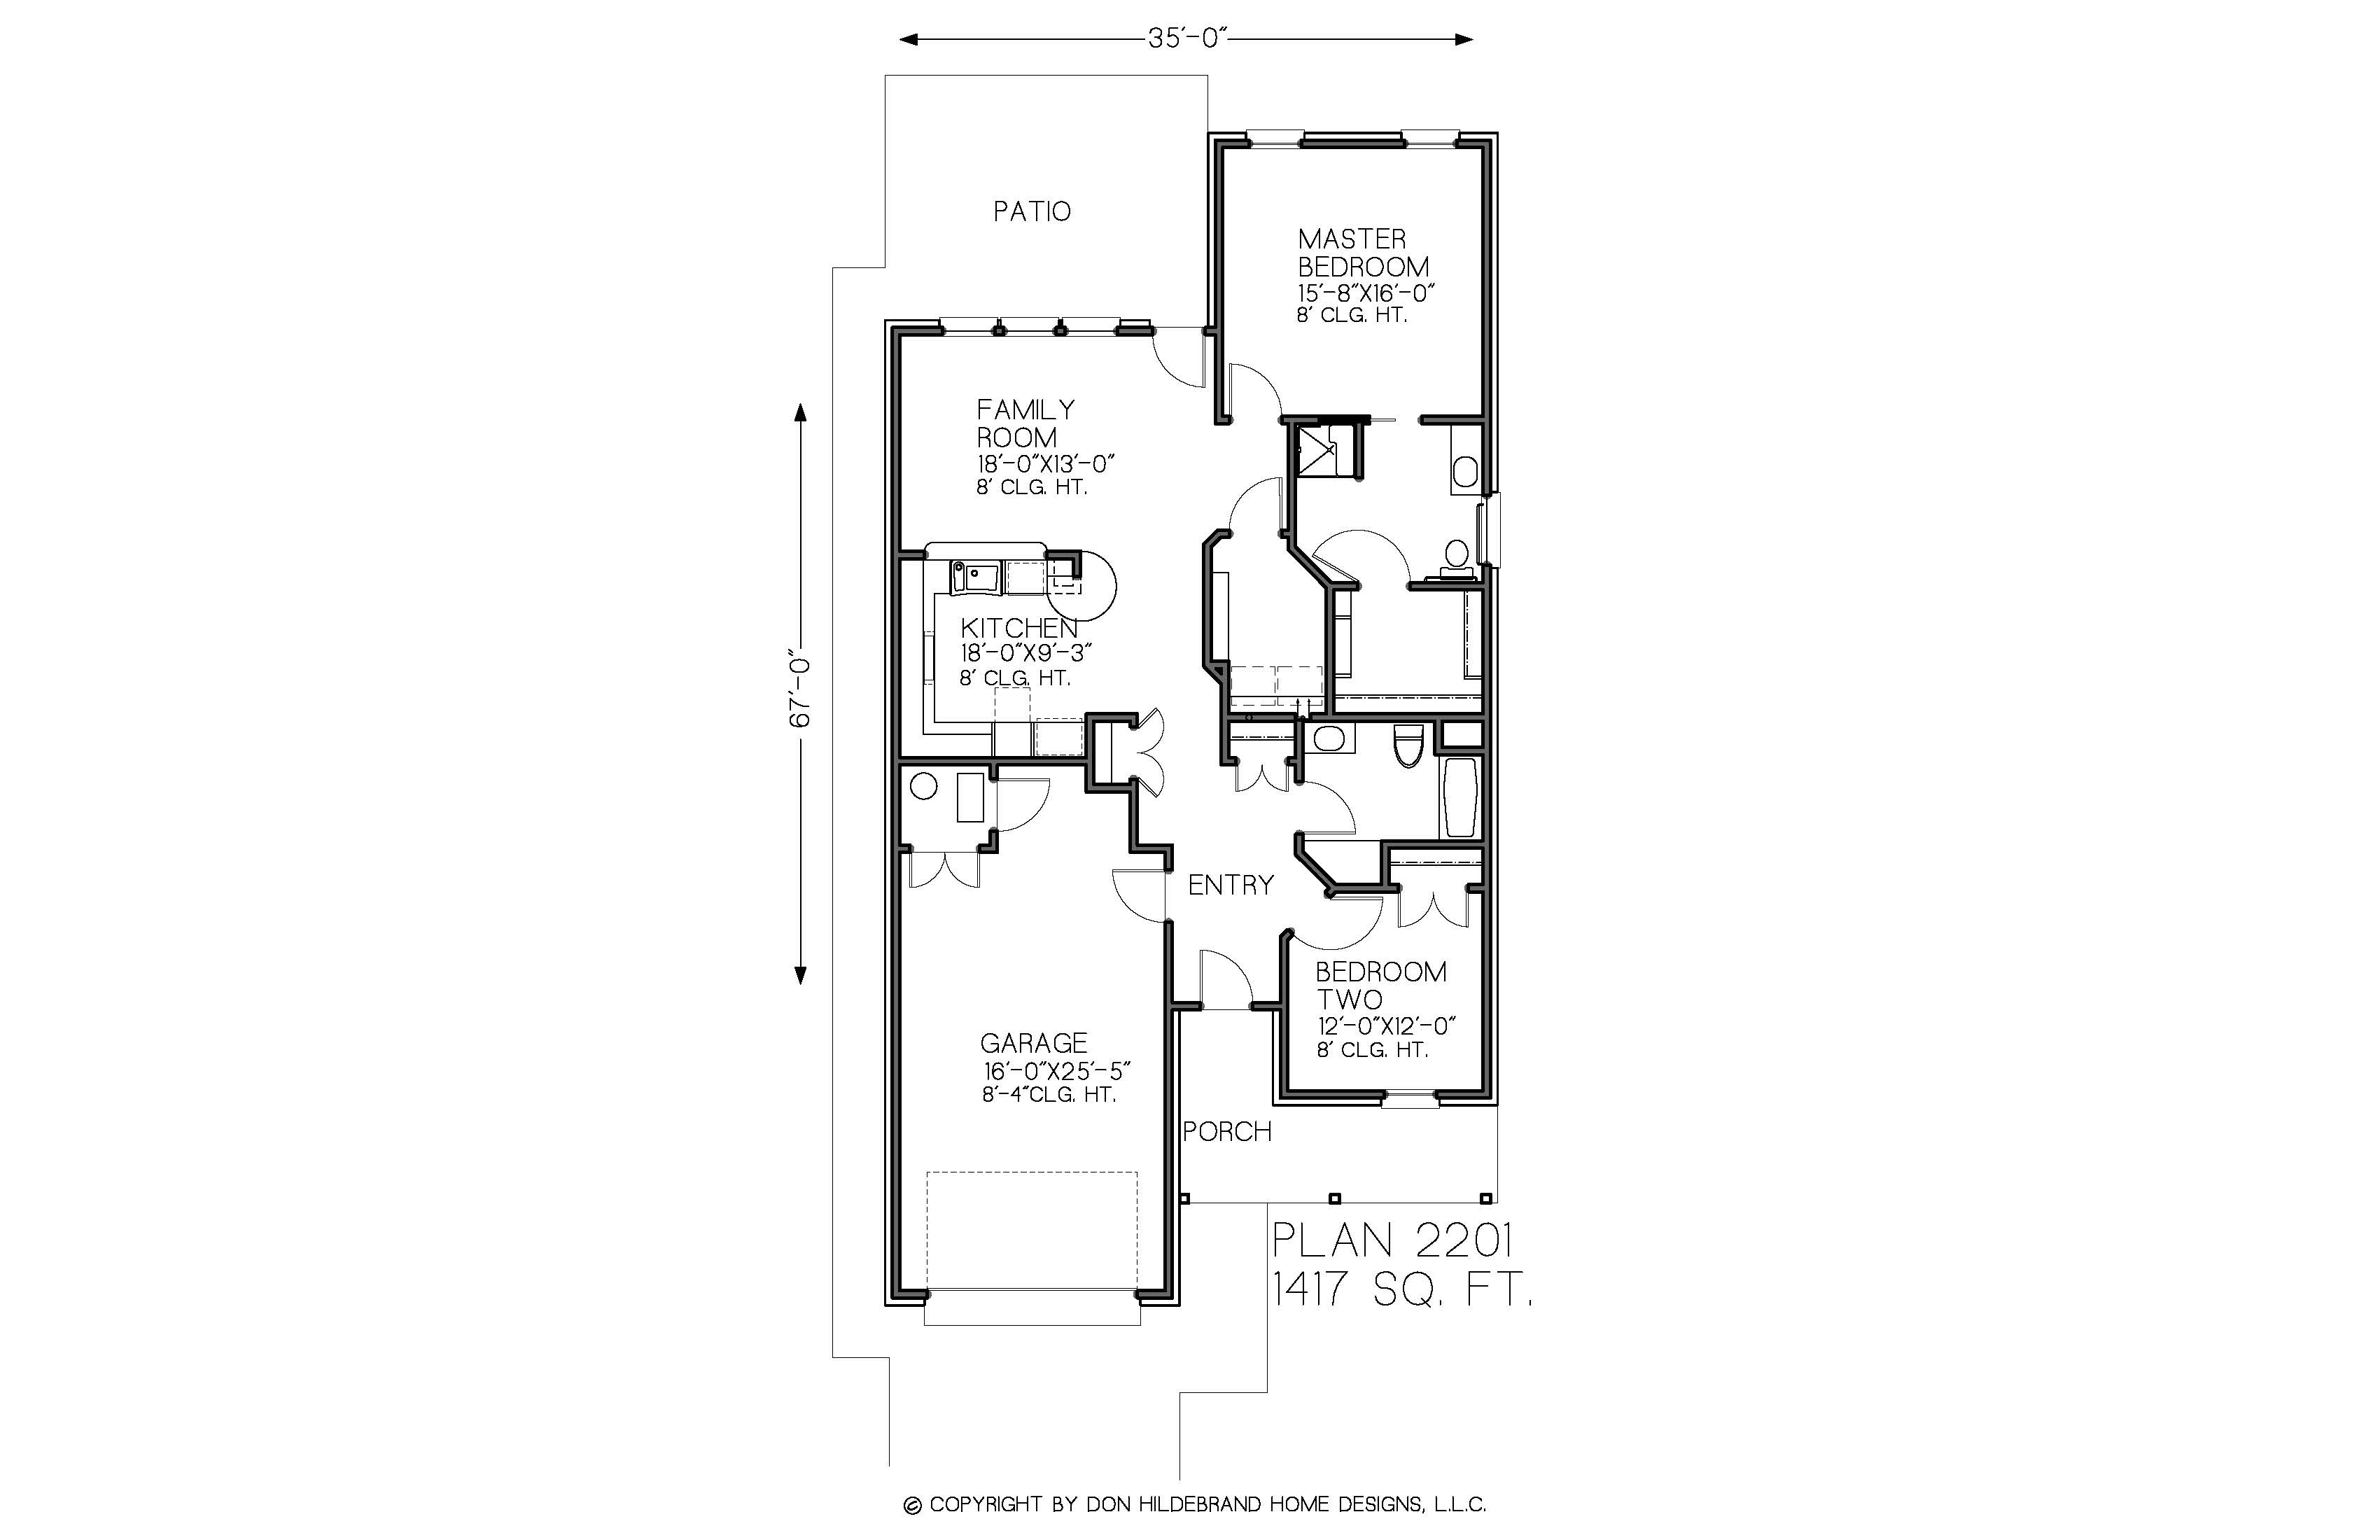 35'-0"
PATIO
MASTER
BEDROOM
15'-8"X16'-0"
8' CLG. HT.
FAMILY
ROOM
18'-0"X13'-0"
8' CLG. HT.
67'-0"
KITCHEN
18'-0"X9'-3"
8' CLG. HT.
ENTRY
BEDROOM
TWO
12'-0"X12'-0"
8' CLG. HT.
GARAGE
16'-0"X25'-5"
8'-4"CLG. HT.
PORCH
PLAN 2201
1417 SQ. FT.
© COPYRIGHT BY DON HILDEBRAND HOME DESIGNS, L.L.C.